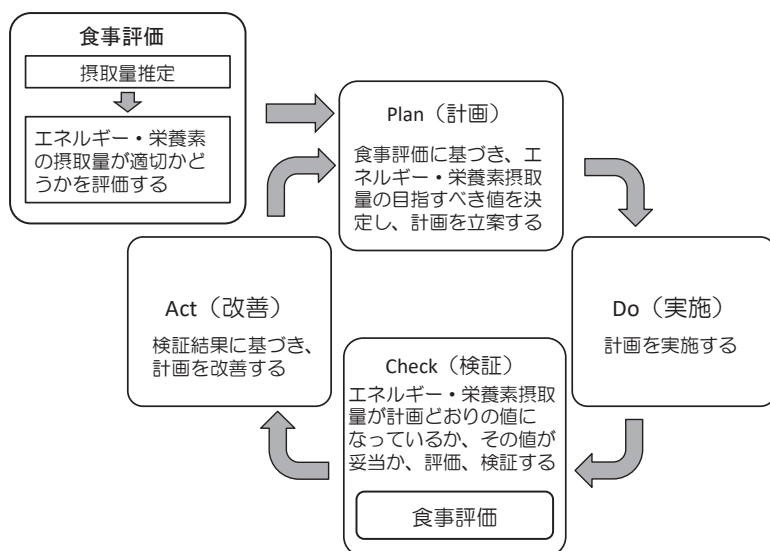 食事評価
摂取量推定
エネルギー・栄養素
の摂取量が適切かど
うかを評価する
Plan（計画）
食事評価に基づき、エ
ネルギー・栄養素摂取
量の目指すべき値を決
定し、計画を立案する
Do（実施）
計画を実施する
Check（検証）
エネルギー・栄養素摂取
量が計画どおりの値に
なっているか、その値が
妥当か、評価、検証する
食事評価
Act（改善）
検証結果に基づき、
計画を改善する